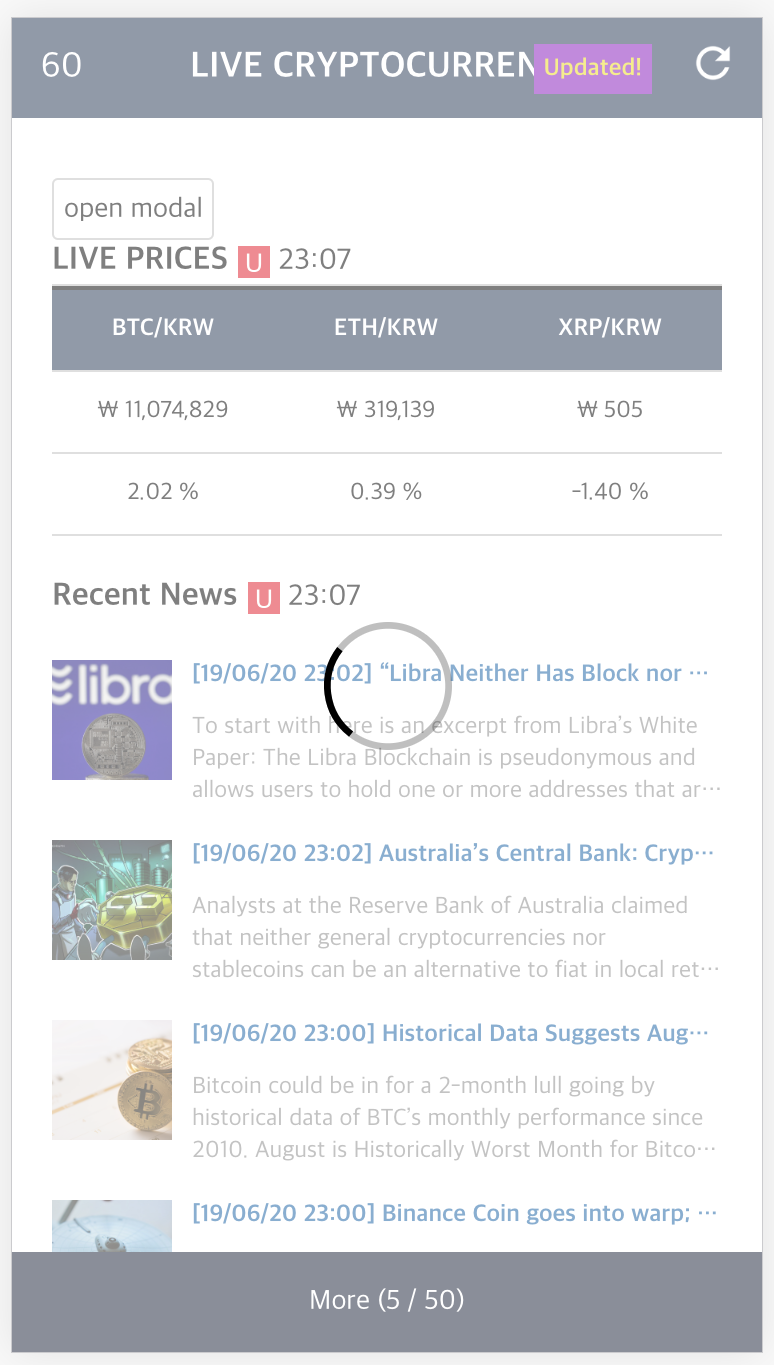 60
LIVE CRYPTOCURREN
Updated!
open modal
LIVE PRICES U 23:07
BTC/KRW ETH/KRW XRP/KRW
₩ 11,074,829 ₩ 319,139 ₩ 505
2.02 % 0.39 % -1.40 %
Recent News U 23:07
libra
[19/06/20 23:02] “Libra Neither Has Block nor ⋯
To start with here is an excerpt from Libra’s White
Paper: The Libra Blockchain is pseudonymous and
allows users to hold one or more addresses that ar⋯
[19/06/20 23:02] Australia’s Central Bank: Cryp⋯
Analysts at the Reserve Bank of Australia claimed
that neither general cryptocurrencies nor
stablecoins can be an alternative to fiat in local ret⋯
[19/06/20 23:00] Historical Data Suggests Aug⋯
Bitcoin could be in for a 2-month lull going by
historical data of BTC’s monthly performance since
2010. August is Historically Worst Month for Bitco⋯
[19/06/20 23:00] Binance Coin goes into warp; ⋯
More (5 / 50)